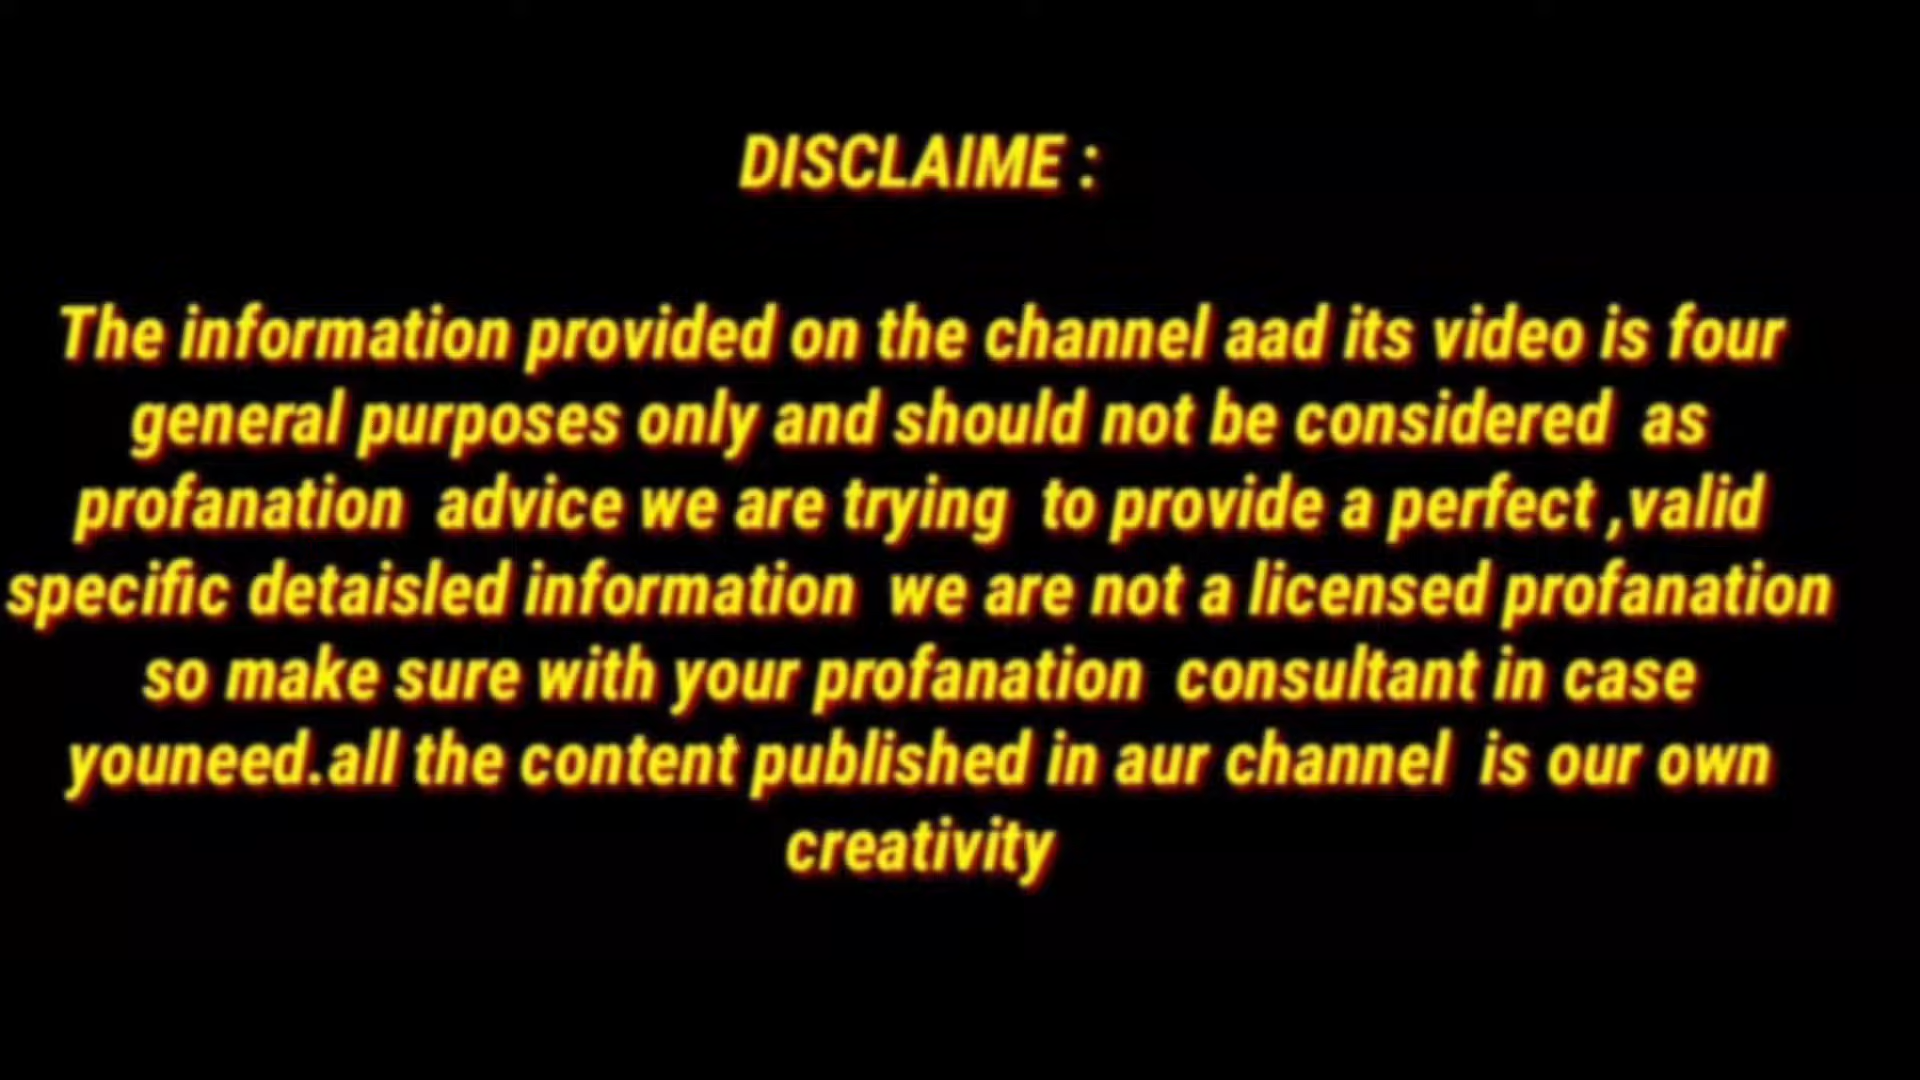 DISCLAIME :
The information provided on the channel aad its video is four
general purposes only and should not be considered as
profanation advice we are trying to provide a perfect ,valid
specific detaisled information we are not a licensed profanation
so make sure with your profanation consultant in case
youneed.all the content published in aur channel is our own
creativity